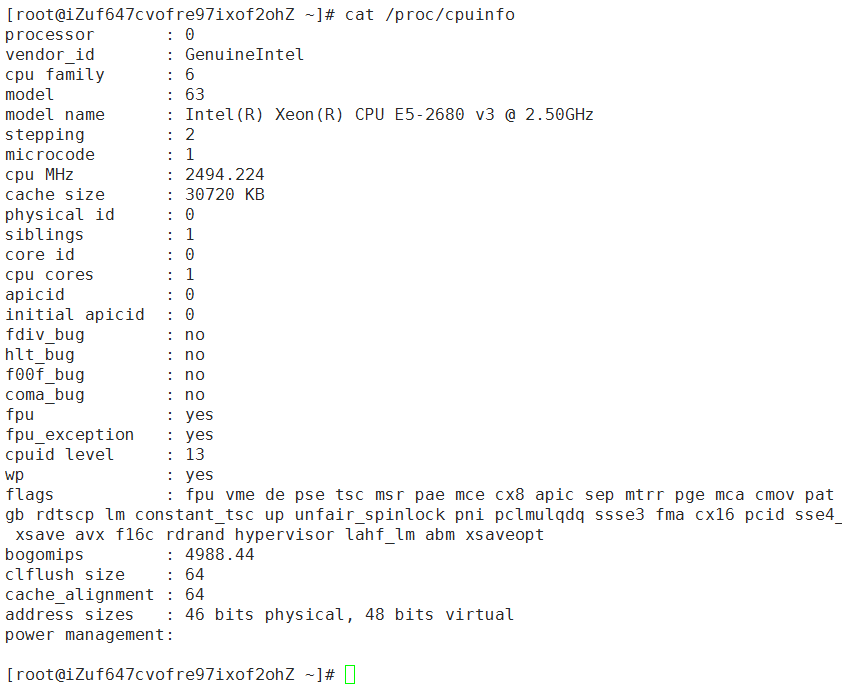 [root@iZuf647cvofre97ixof2ohZ ~]# cat /proc/cpuinfo
processor       : 0
vendor_id       : GenuineIntel
cpu family      : 6
model           : 63
model name      : Intel(R) Xeon(R) CPU E5-2680 v3 @ 2.50GHz
stepping        : 2
microcode       : 1
cpu MHz         : 2494.224
cache size      : 30720 KB
physical id     : 0
siblings        : 1
core id         : 0
cpu cores       : 1
apicid          : 0
initial apicid  : 0
fdiv_bug        : no
hlt_bug         : no
f00f_bug        : no
coma_bug        : no
fpu             : yes
fpu_exception   : yes
cpuid level     : 13
wp              : yes
flags           : fpu vme de pse tsc msr pae mce cx8 apic sep mtrr pge mca cmov pat
gb rdtscp lm constant_tsc up unfair_spinlock pni pclmulqdq ssse3 fma cx16 pcid sse4_
 xsave avx f16c rdrand hypervisor lahf_lm abm xsaveopt
bogomips        : 4988.44
clflush size    : 64
cache_alignment : 64
address sizes   : 46 bits physical, 48 bits virtual
power management:
[root@iZuf647cvofre97ixof2ohZ ~]#